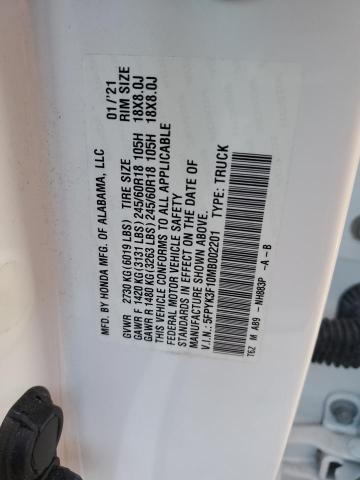 MFD. BY HONDA MFG. OF ALABAMA, LLC 01/'21
GVWR 2730 KG(6019 LBS) TIRE SIZE RIM SIZE
GAWR F 1420 KG(3131 LBS) 245/60R18 105H 18X8.0J
GAWR R 1480 KG(3263 LBS) 245/60R18 105H 18X8.0J
THIS VEHICLE CONFORMS TO ALL APPLICABLE
FEDERAL MOTOR VEHICLE SAFETY
STANDARDS IN EFFECT ON THE DATE OF
MANUFACTURE SHOWN ABOVE.
V.I.N.: 5FPYK3F10MB002201 TYPE: TRUCK
T6Z M AB9 -NH883P -A -B